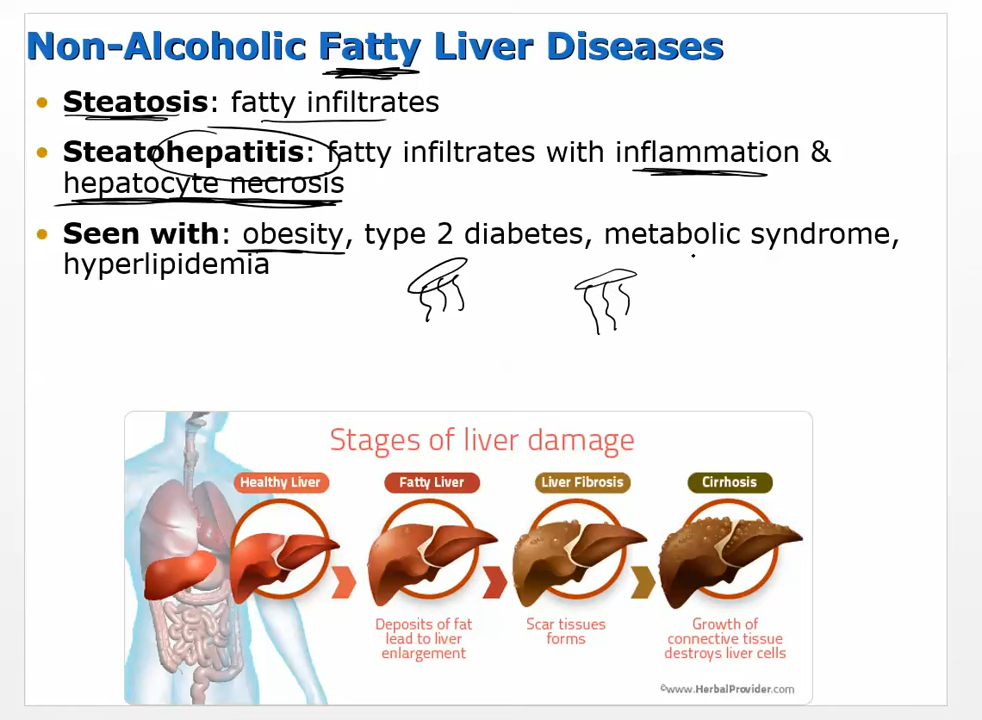 Non-Alcoholic Fatty Liver Diseases
• Steatosis: fatty infiltrates
• Steatohepatitis: fatty infiltrates with inflammation &
hepatocyte necrosis
• Seen with: obesity, type 2 diabetes, metabolic syndrome,
hyperlipidemia
Stages of liver damage
Healthy Liver
Fatty Liver
Liver Fibrosis
Cirrhosis
Deposits of fat
lead to liver
enlargement
Scar tissues
forms
Growth of
connective tissue
destroys liver cells
©www.HerbalProvider.com